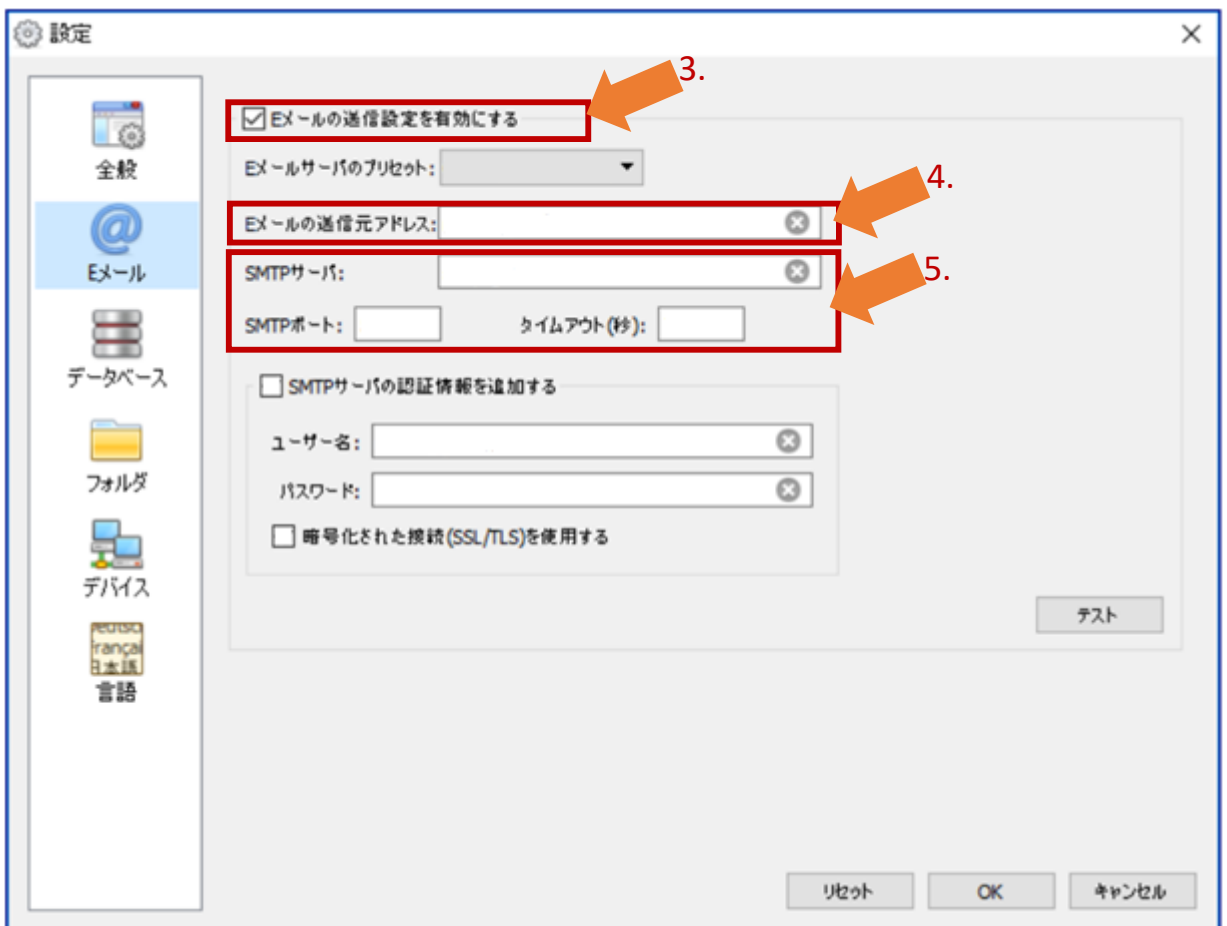 設定
3.
Eメールの送信設定を有効にする
全般
Eメールサーバのプリセット:
4.
Eメールの送信元アドレス:
Eメール
SMTPサーバ:
5.
SMTPポート: タイムアウト(秒):
データベース
SMTPサーバの認証情報を追加する
ユーザー名:
フォルダ
パスワード:
暗号化された接続(SSL/TLS)を使用する
デバイス
テスト
françai
日本語
言語
リセット OK キャンセル